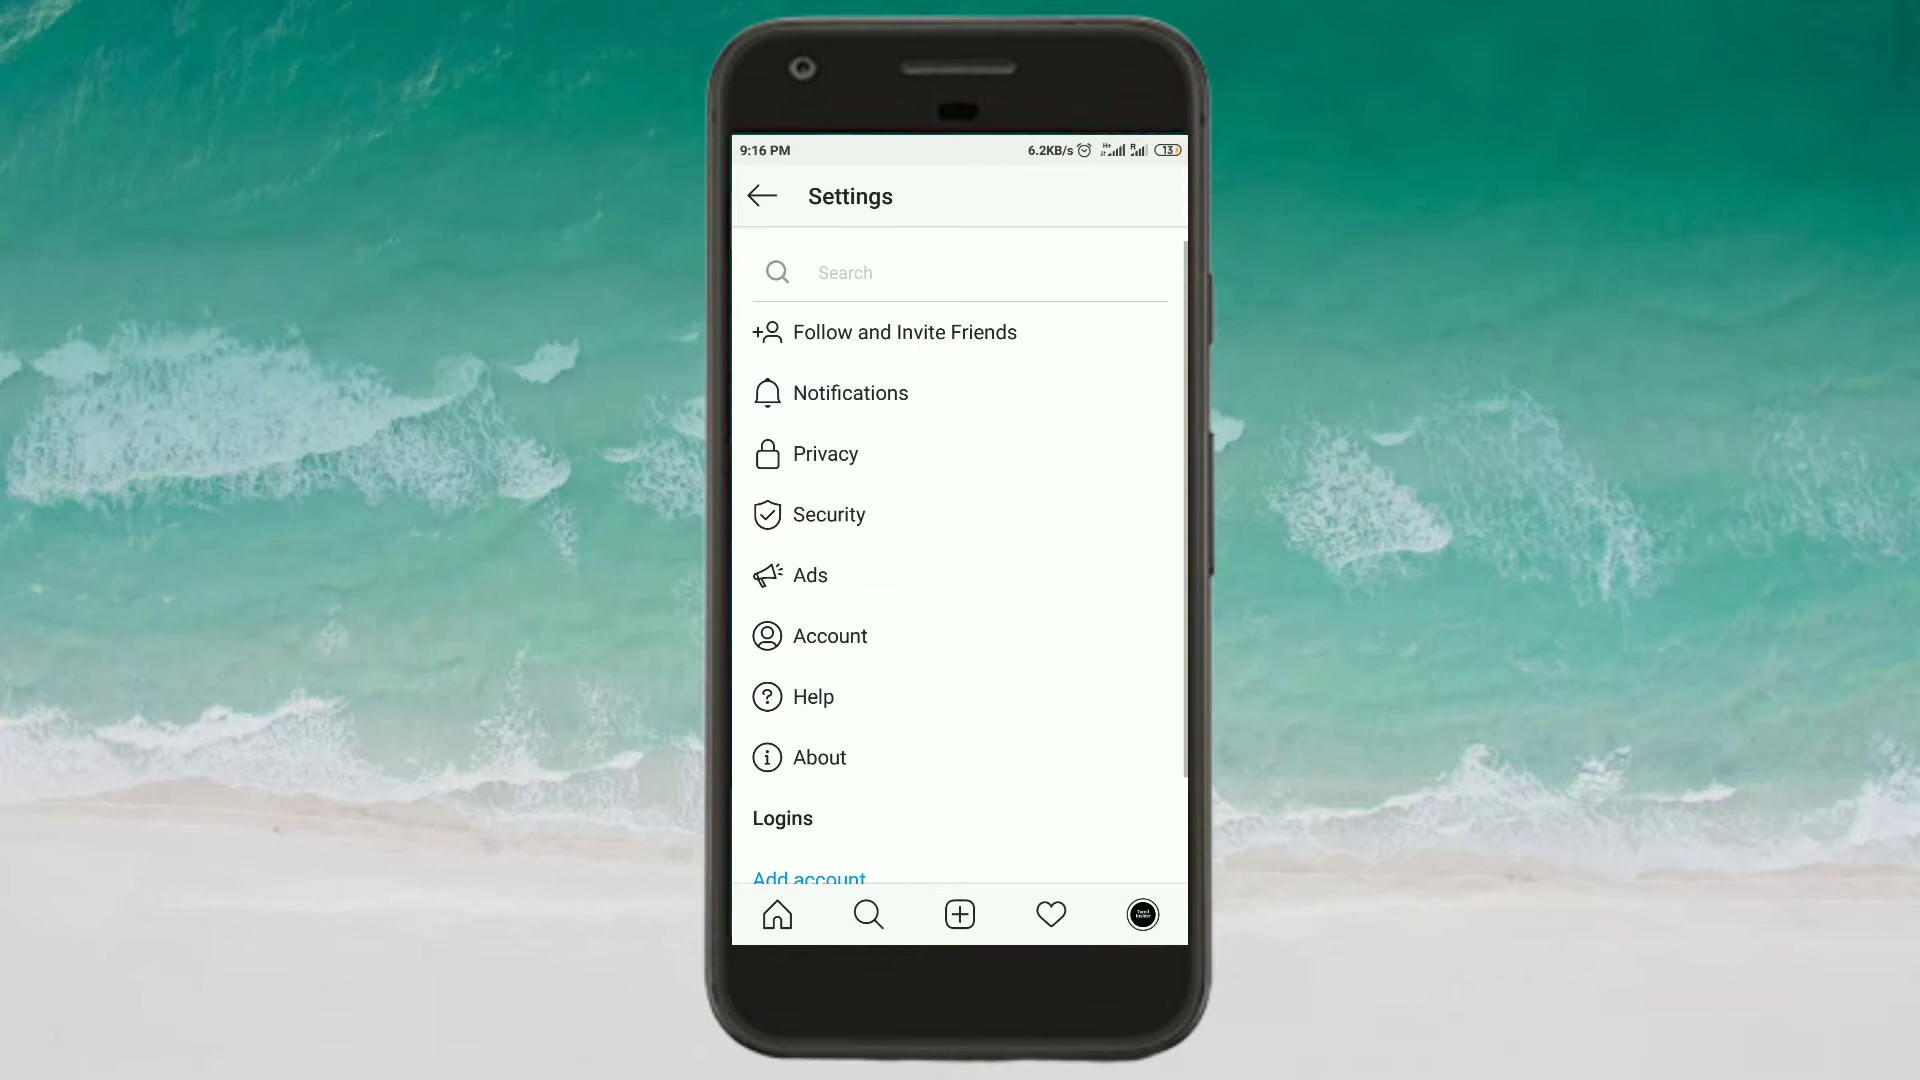 9:16 PM 6.2KB/s H+ R 13
Settings
Search
Follow and Invite Friends
Notifications
Privacy
Security
Ads
Account
Help
About
Logins
Add account